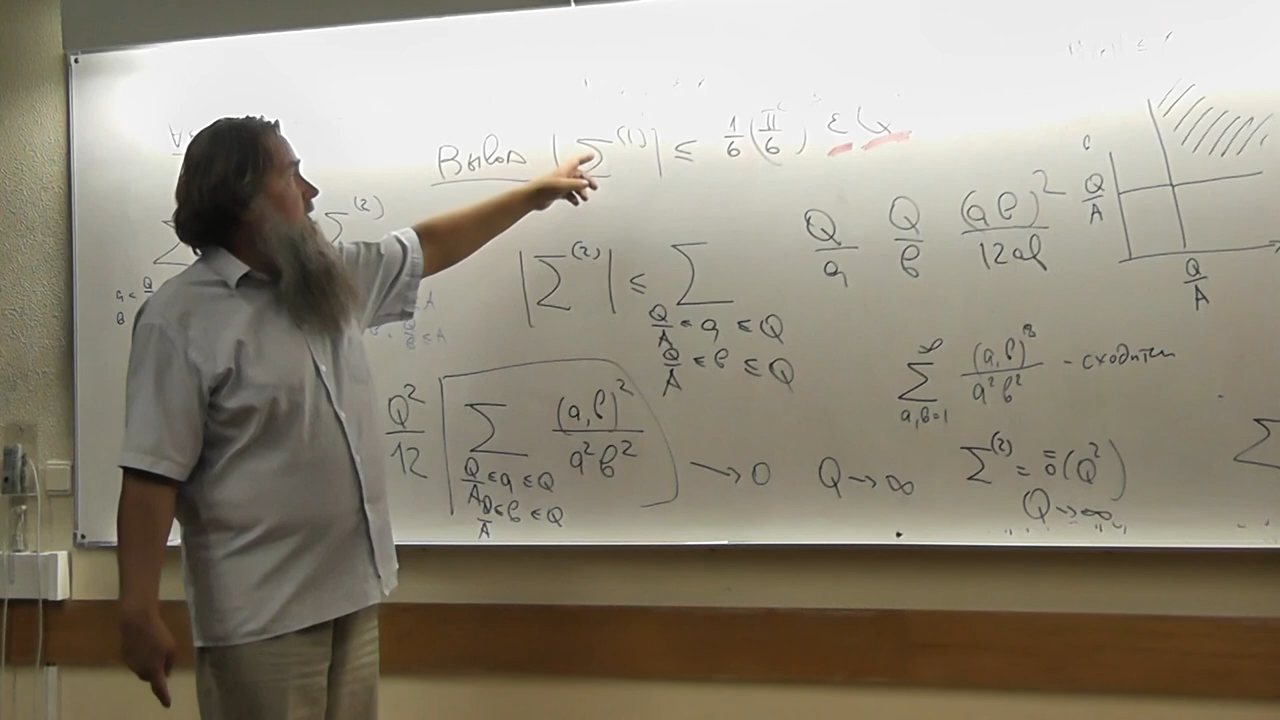 Вывод |∑⁽¹⁾| ≤ 1/6 (π/6) ε Q
∑ ∑⁽²⁾
|∑⁽²⁾| ≤ ∑ Q/a Q/b (a b)²/12ab
Q/A ≤ a ≤ Q
Q/A ≤ b ≤ Q
Q/A
Q/A
∑ (a,b)²/a²b² - сходится
∞
a,b=1
Q²/12 ∑ (a,b)²/a²b² → 0 Q → ∞ ∑⁽²⁾ = ō(Q²)
Q/A ≤ a ≤ Q
Q/A ≤ b ≤ Q
Q → ∞
∑